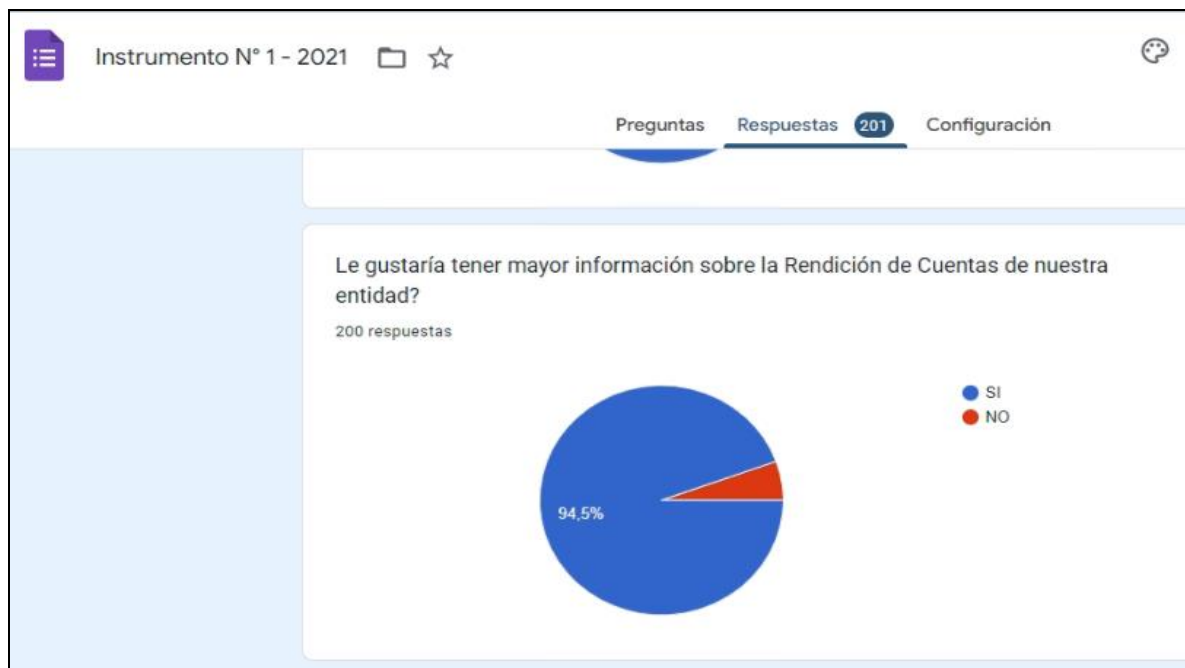 Instrumento N° 1 - 2021
Preguntas Respuestas 201 Configuración
Le gustaría tener mayor información sobre la Rendición de Cuentas de nuestra
entidad?
200 respuestas
SI
NO
94,5%